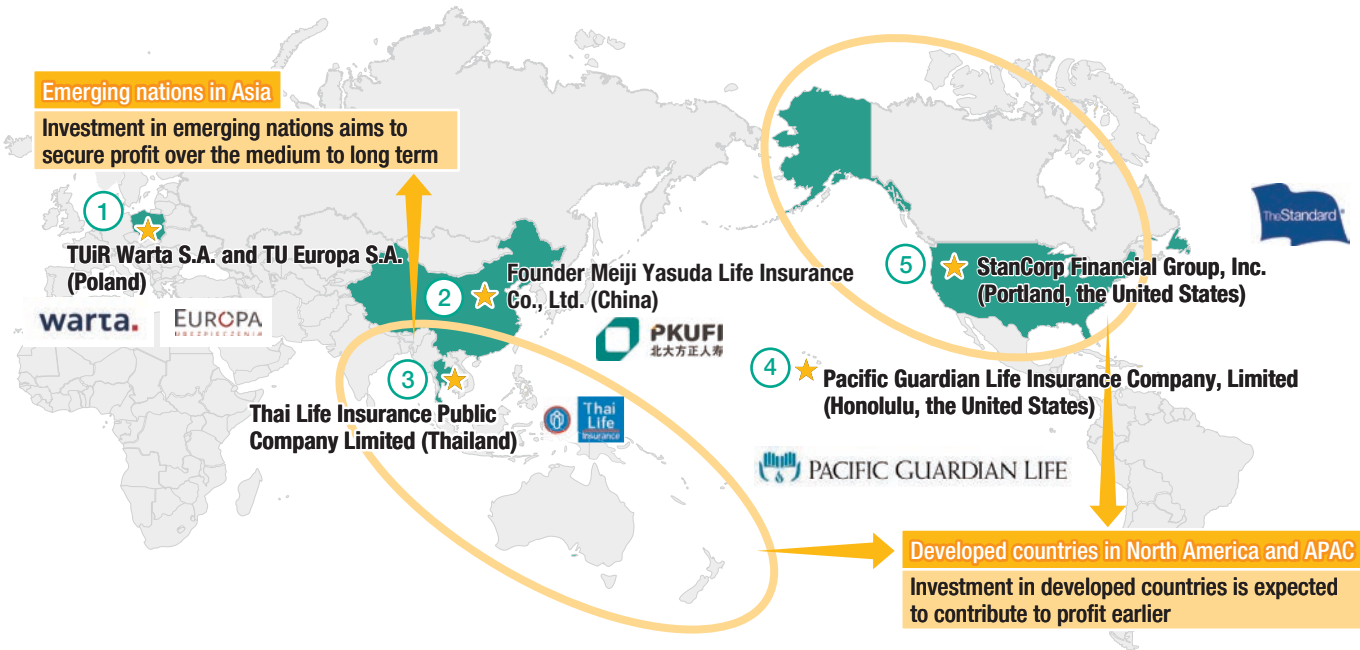 Emerging nations in Asia
Investment in emerging nations aims to
secure profit over the medium to long term
1
TUiR Warta S.A. and TU Europa S.A.
(Poland)
warta.
EUROPA
UBEZPIECZENIA
2
Founder Meiji Yasuda Life Insurance
Co., Ltd. (China)
PKUFI
北大方正人寿
3
Thai Life Insurance Public
Company Limited (Thailand)
Thai
Life
Insurance
TheStandard
5
StanCorp Financial Group, Inc.
(Portland, the United States)
4
Pacific Guardian Life Insurance Company, Limited
(Honolulu, the United States)
PACIFIC GUARDIAN LIFE
Developed countries in North America and APAC
Investment in developed countries is expected
to contribute to profit earlier